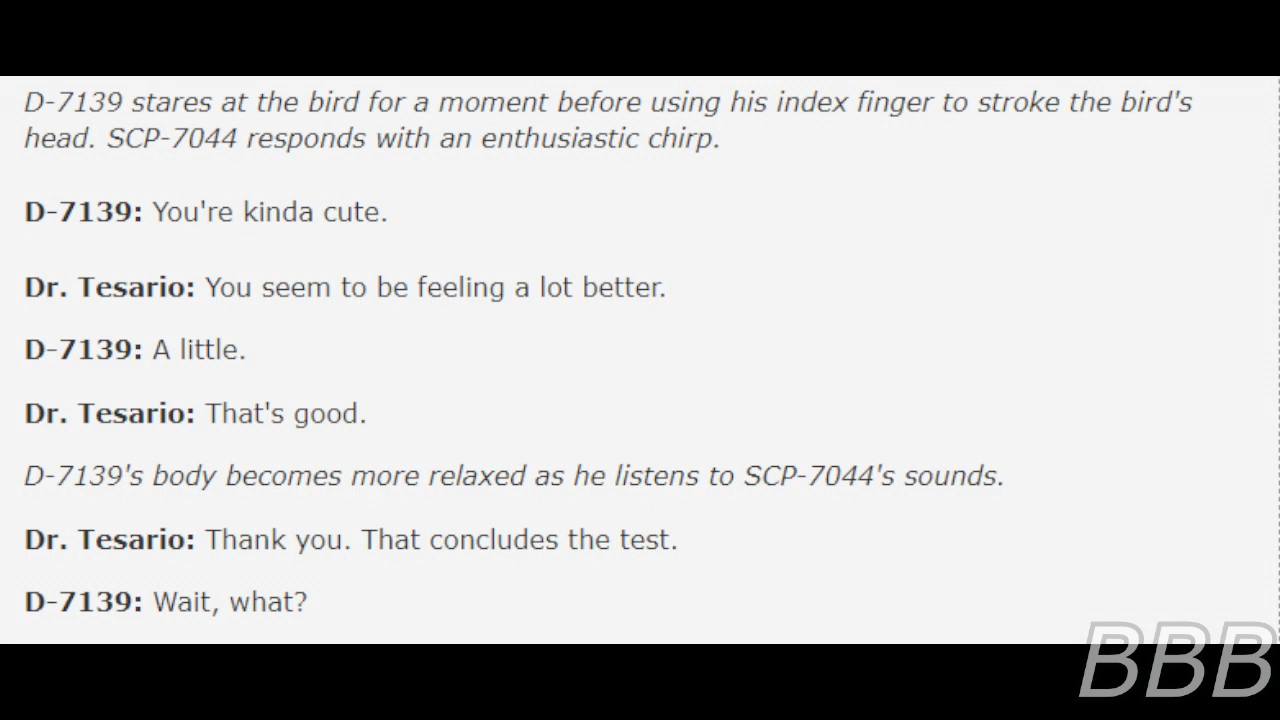 D-7139 stares at the bird for a moment before using his index finger to stroke the bird's
head. SCP-7044 responds with an enthusiastic chirp.
D-7139: You're kinda cute.
Dr. Tesario: You seem to be feeling a lot better.
D-7139: A little.
Dr. Tesario: That's good.
D-7139's body becomes more relaxed as he listens to SCP-7044's sounds.
Dr. Tesario: Thank you. That concludes the test.
D-7139: Wait, what?
BBB